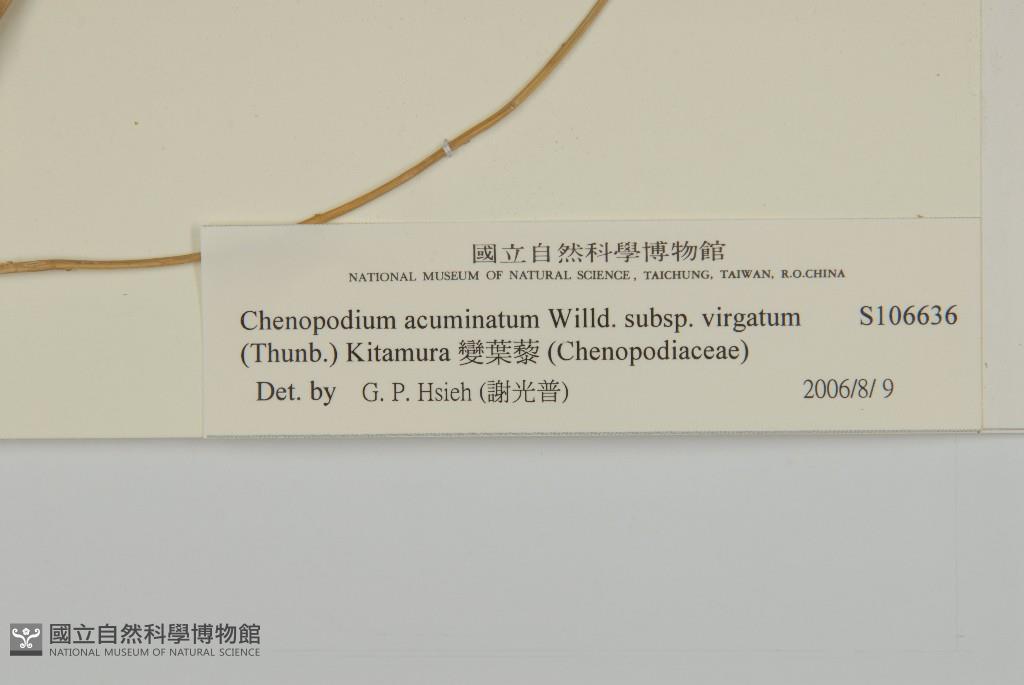 國立自然科學博物館
NATIONAL MUSEUM OF NATURAL SCIENCE, TAICHUNG, TAIWAN, R.O.CHINA
Chenopodium acuminatum Willd. subsp. virgatum S106636
(Thunb.) Kitamura 變葉藜 (Chenopodiaceae)
Det. by G. P. Hsieh (謝光普) 2006/8/ 9
國立自然科學博物館
NATIONAL MUSEUM OF NATURAL SCIENCE